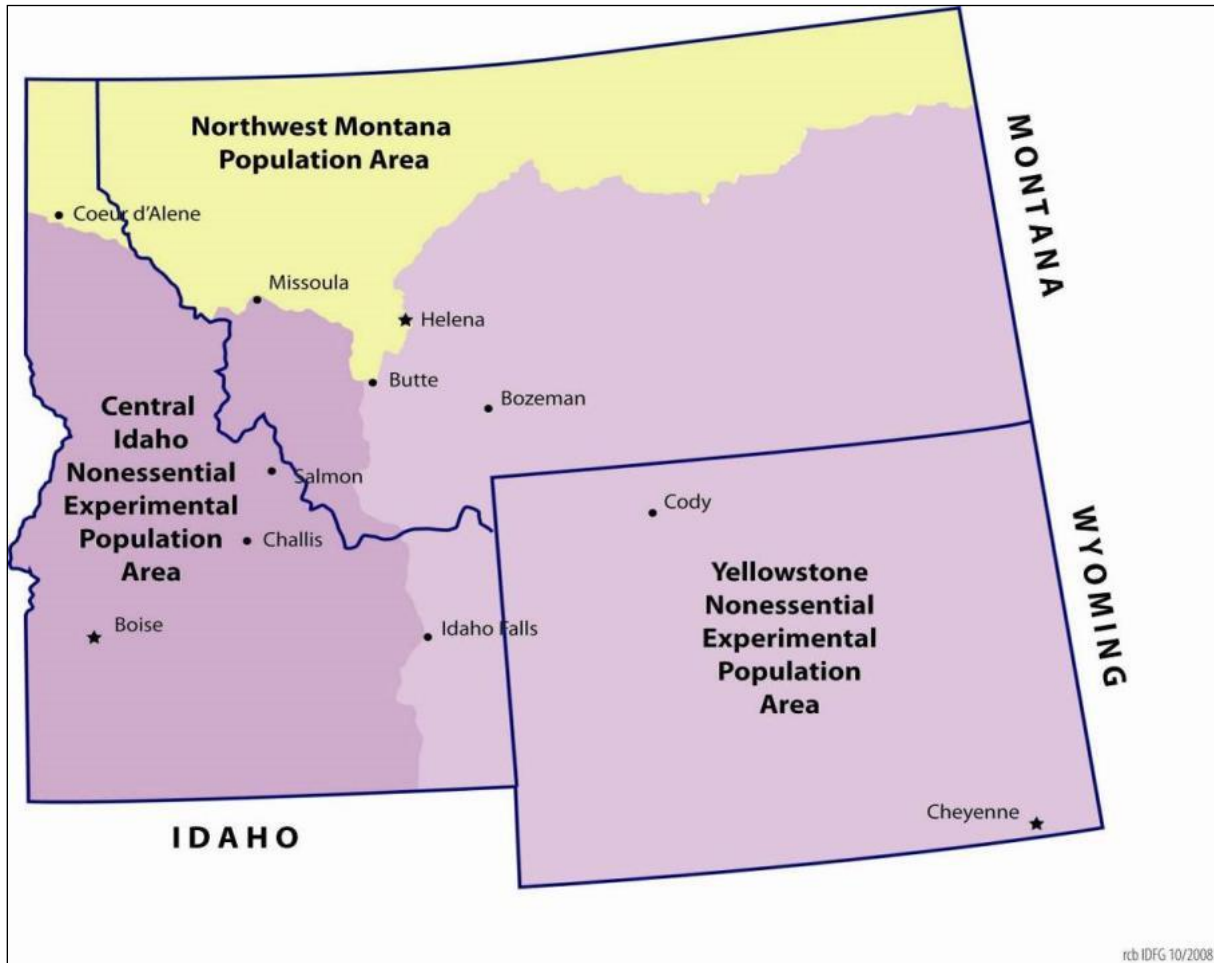 Northwest Montana
Population Area
MONTANA
Coeur d'Alene
Missoula
Helena
Butte
Bozeman
Central
Idaho
Nonessential
Experimental
Population
Area
Salmon
Challis
Cody
WYOMING
Yellowstone
Nonessential
Experimental
Population
Area
Boise
Idaho Falls
Cheyenne
IDAHO
rcb IDFG 10/2008